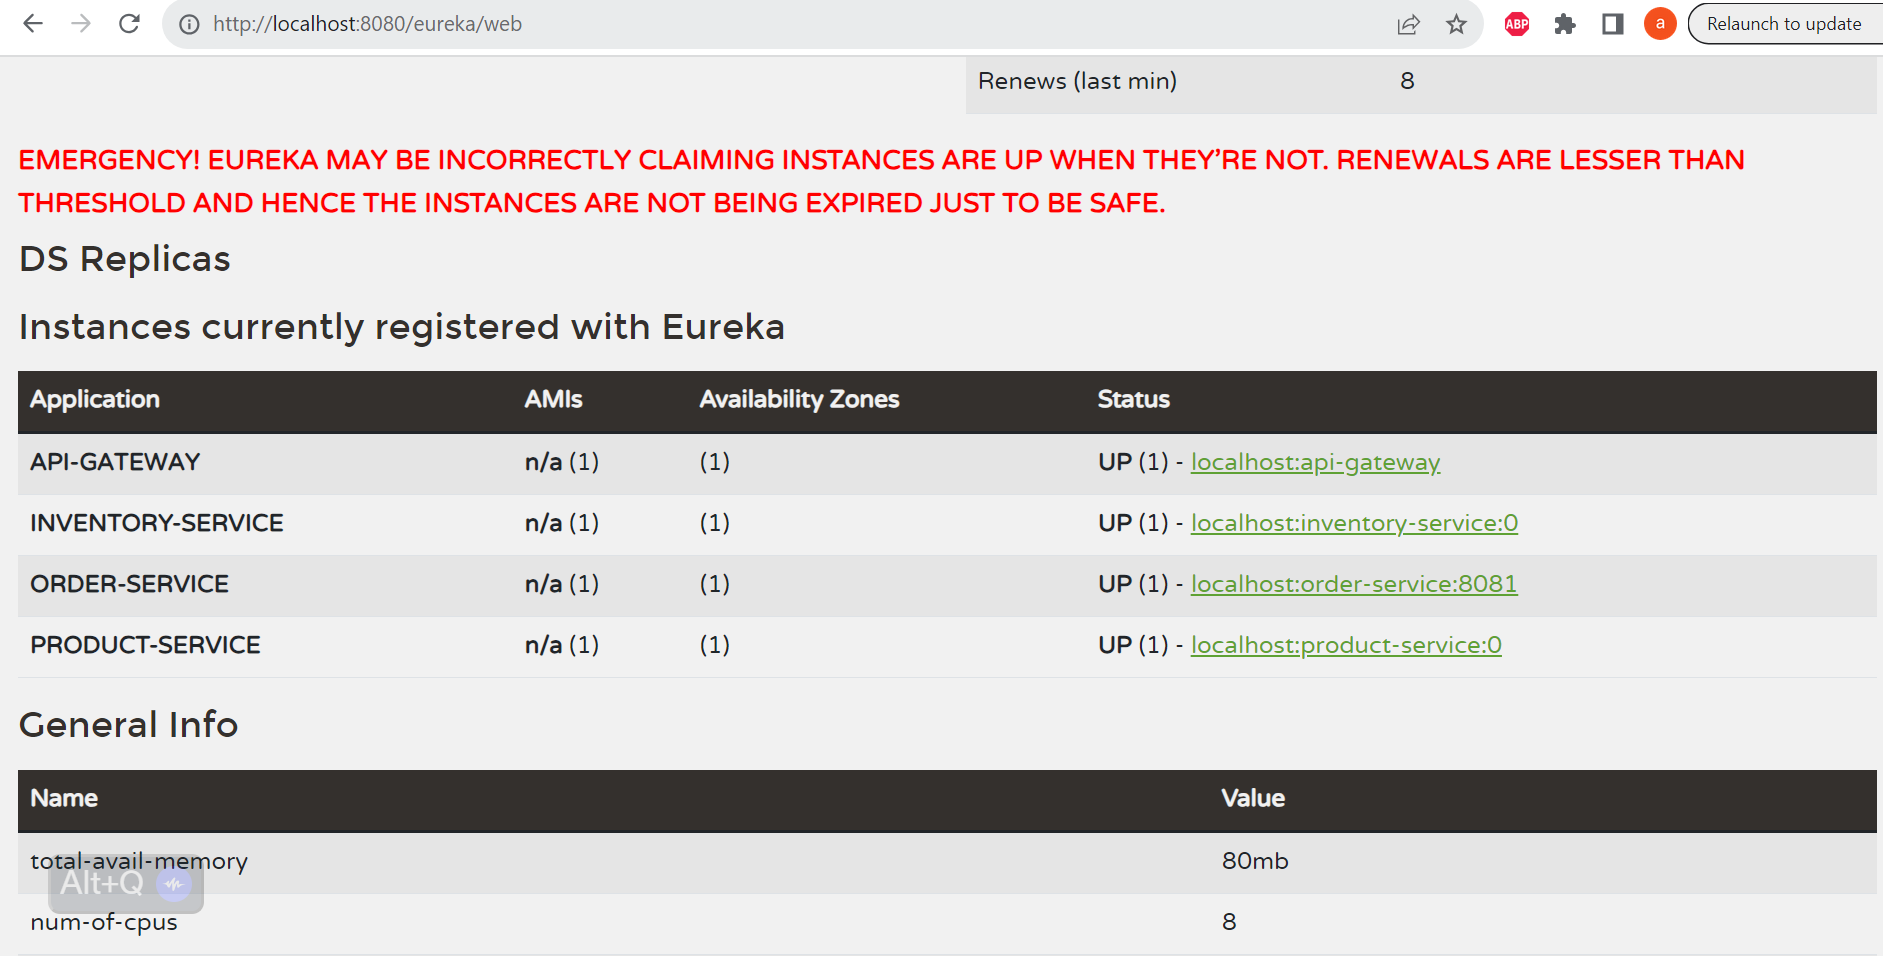 http://localhost:8080/eureka/web
ABP
a
Relaunch to update
Renews (last min) 8
EMERGENCY! EUREKA MAY BE INCORRECTLY CLAIMING INSTANCES ARE UP WHEN THEY’RE NOT. RENEWALS ARE LESSER THAN
THRESHOLD AND HENCE THE INSTANCES ARE NOT BEING EXPIRED JUST TO BE SAFE.
DS Replicas
Instances currently registered with Eureka
Application AMIs Availability Zones Status
API-GATEWAY n/a (1) (1) UP (1) - localhost:api-gateway
INVENTORY-SERVICE n/a (1) (1) UP (1) - localhost:inventory-service:0
ORDER-SERVICE n/a (1) (1) UP (1) - localhost:order-service:8081
PRODUCT-SERVICE n/a (1) (1) UP (1) - localhost:product-service:0
General Info
Name Value
total-avail-memory 80mb
Alt+Q
num-of-cpus 8